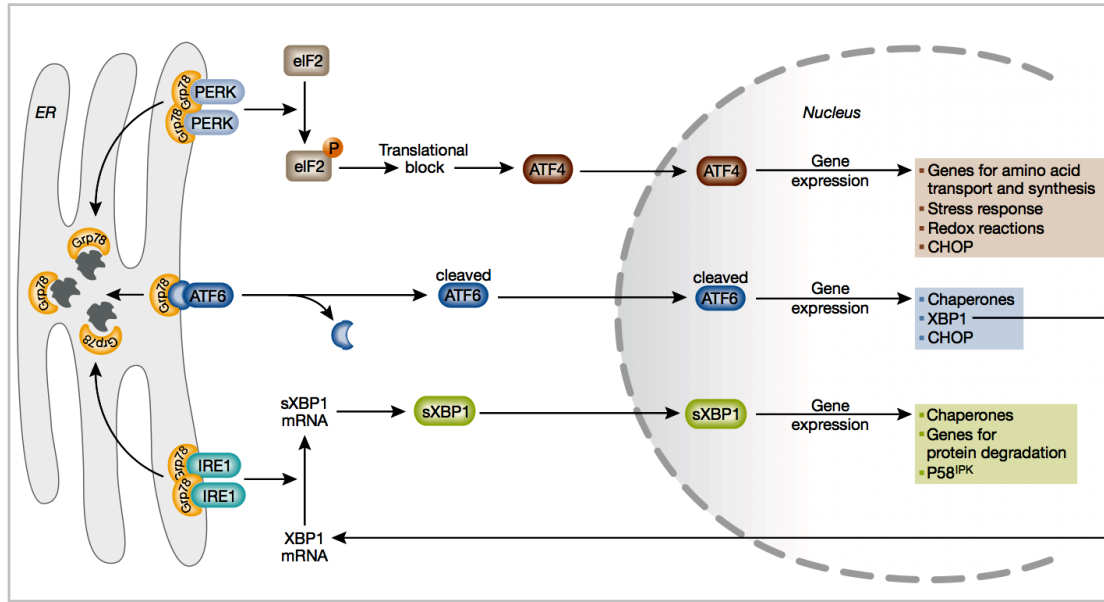 ER
Grp78
PERK
Grp78
PERK
eIF2
P
eIF2
Translational
block
ATF4
Nucleus
ATF4
Gene
expression
Genes for amino acid
transport and synthesis
Stress response
Redox reactions
CHOP
Grp78
Grp78
Grp78
Grp78
ATF6
cleaved
ATF6
cleaved
ATF6
Gene
expression
Chaperones
XBP1
CHOP
sXBP1
mRNA
sXBP1
sXBP1
Gene
expression
Chaperones
Genes for
protein degradation
P58IPK
Grp78
IRE1
Grp78
IRE1
XBP1
mRNA